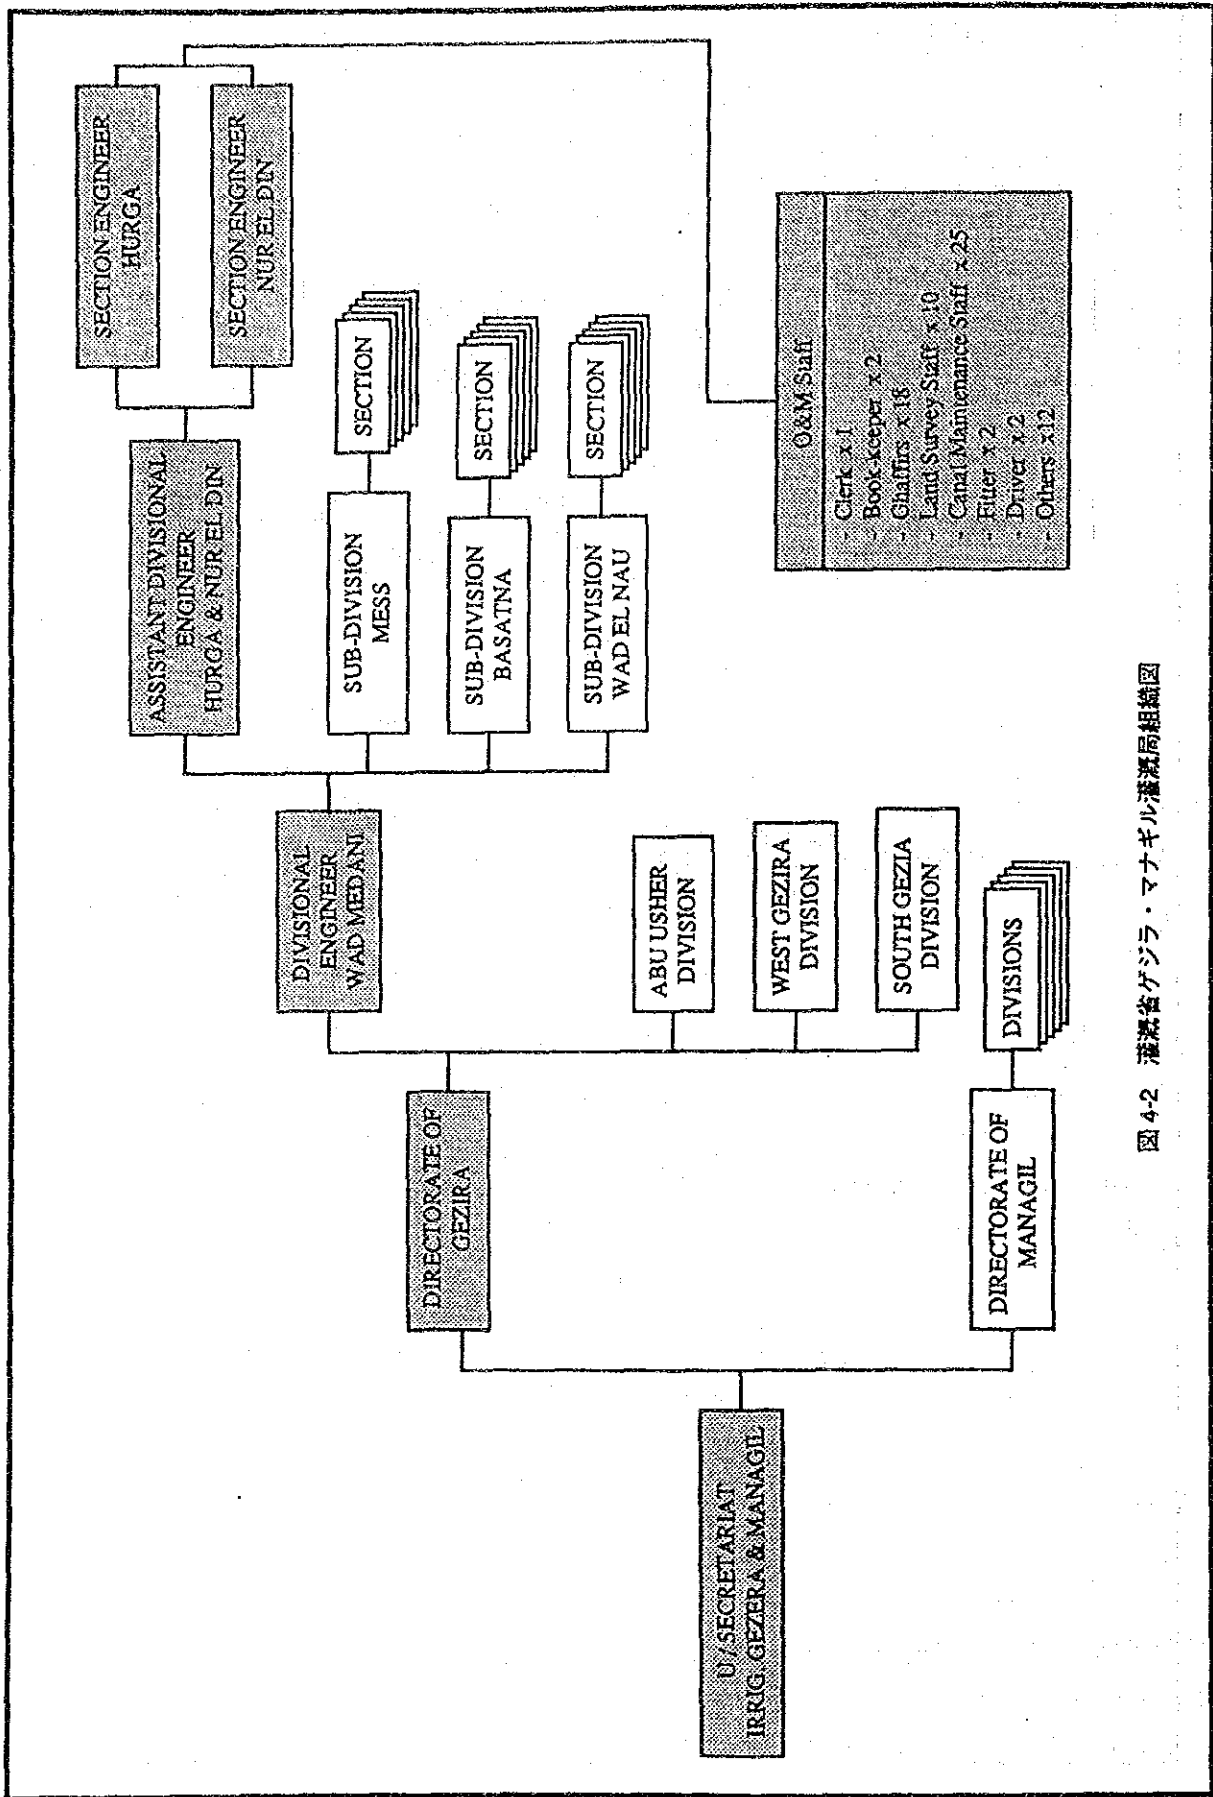 U / SECRETARIAT
IRRIG. GEZERA & MANAGIL
DIRECTORATE OF
GEZIRA
DIRECTORATE OF
MANAGIL
DIVISIONAL
ENGINEER
WAD MEDANI
ABU USHER
DIVISION
WEST GEZIRA
DIVISION
SOUTH GEZIA
DIVISION
DIVISIONS
ASSISTANT DIVISIONAL
ENGINEER
HURGA & NUR EL DIN
SUB-DIVISION
MESS
SUB-DIVISION
BASATNA
SUB-DIVISION
WAD EL NAU
SECTION
SECTION
SECTION
SECTION ENGINEER
HURGA
SECTION ENGINEER
NUR EL DIN
O&M Staff
- Clerk x 1
- Book-keeper x 2
- Ghaffirs x 18
- Land Survey Staff x 10
- Canal Maintenance Staff x 25
- Fitter x 2
- Driver x 2
- Others x 12
図 4-2 灌漑省ゲジラ・マナギル灌漑局組織図